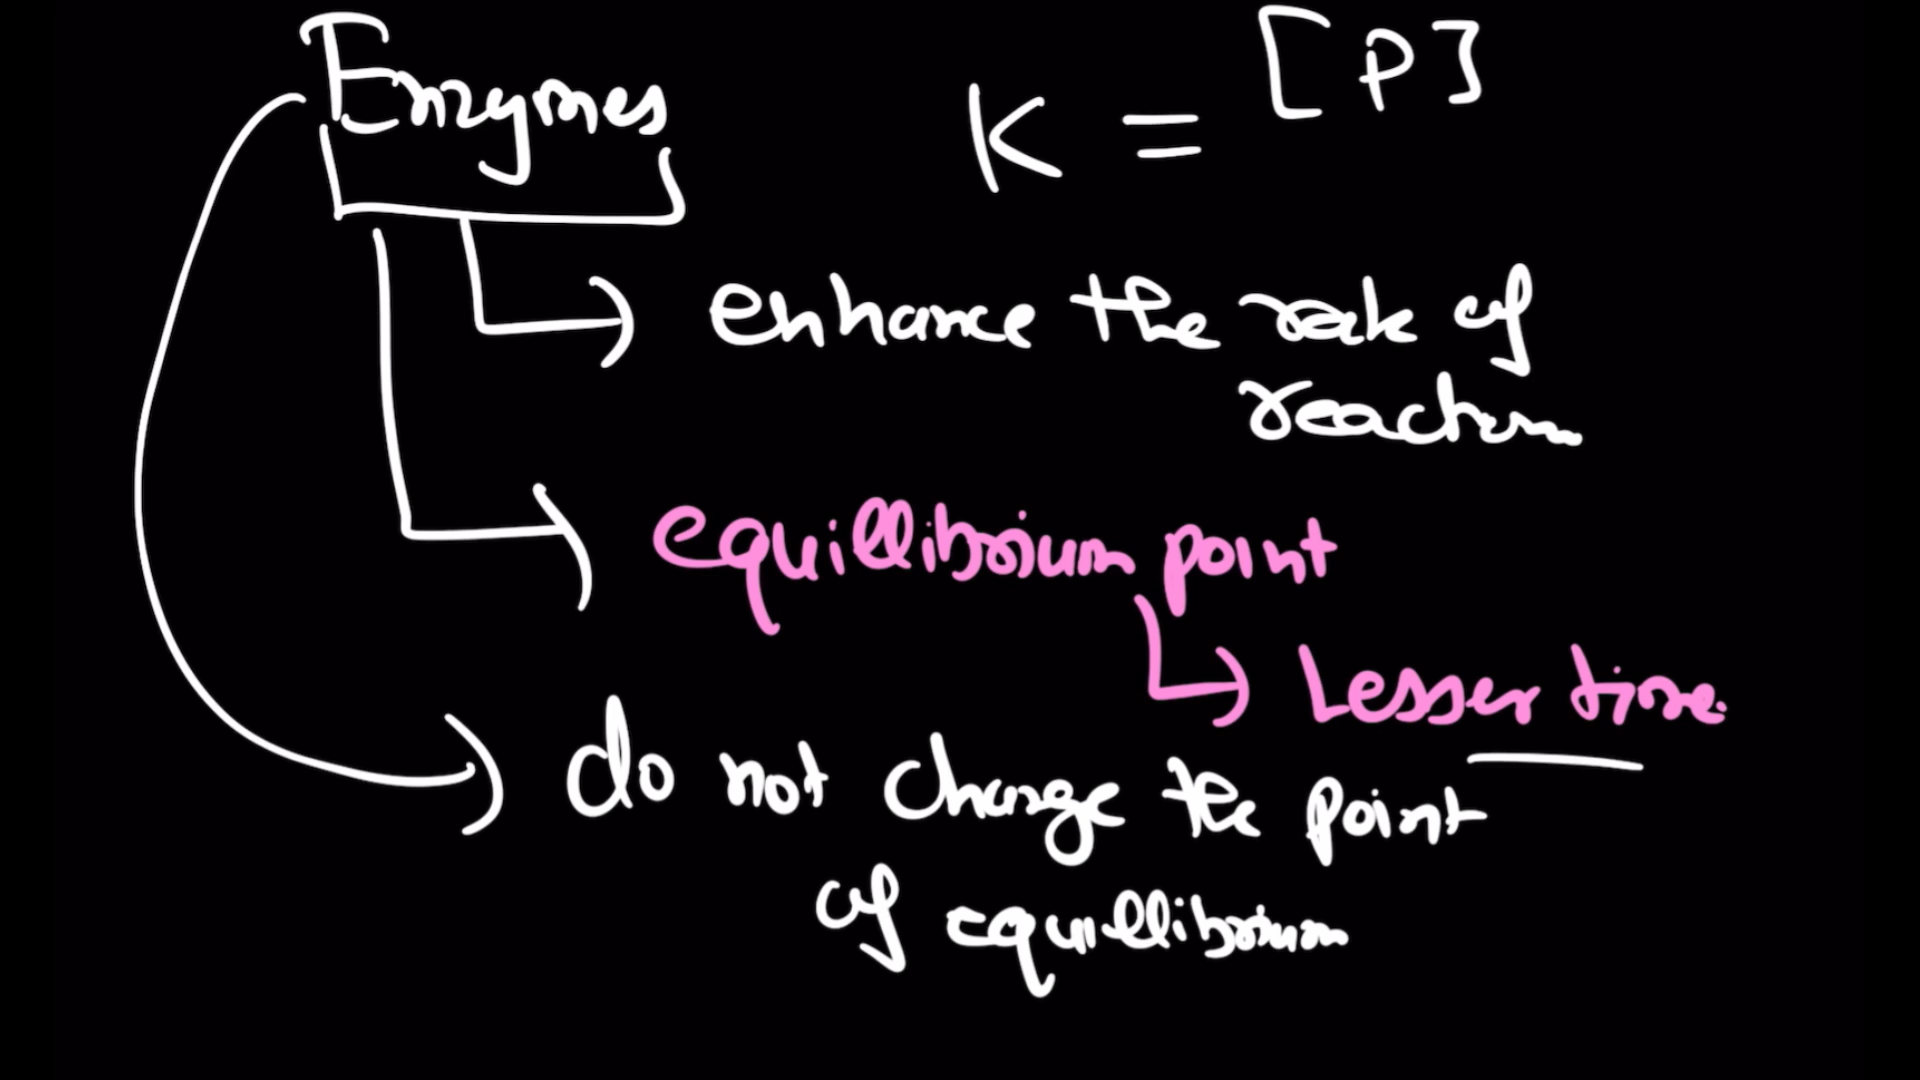 Enzymes
K = [P]
enhance the rate of
reaction
equillibrium point
Lesser time.
do not change the point
of equillibrium